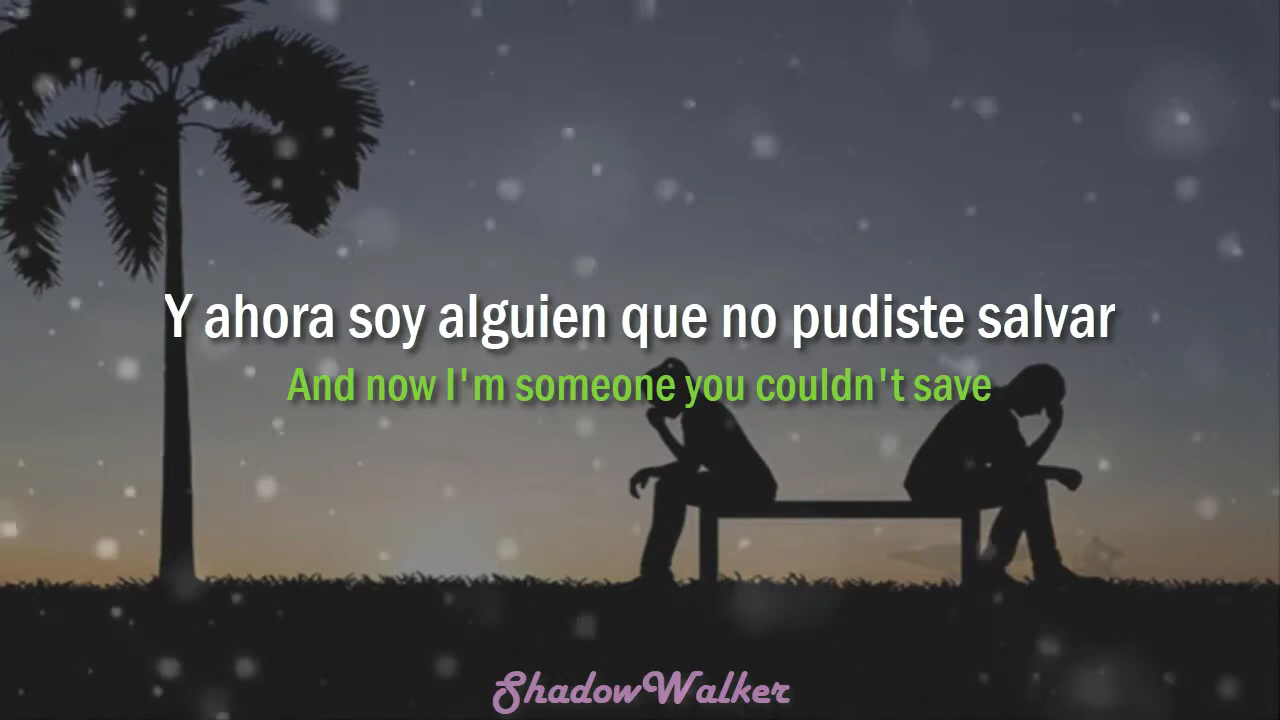 Y ahora soy alguien que no pudiste salvar
And now I'm someone you couldn't save
ShadowWalker